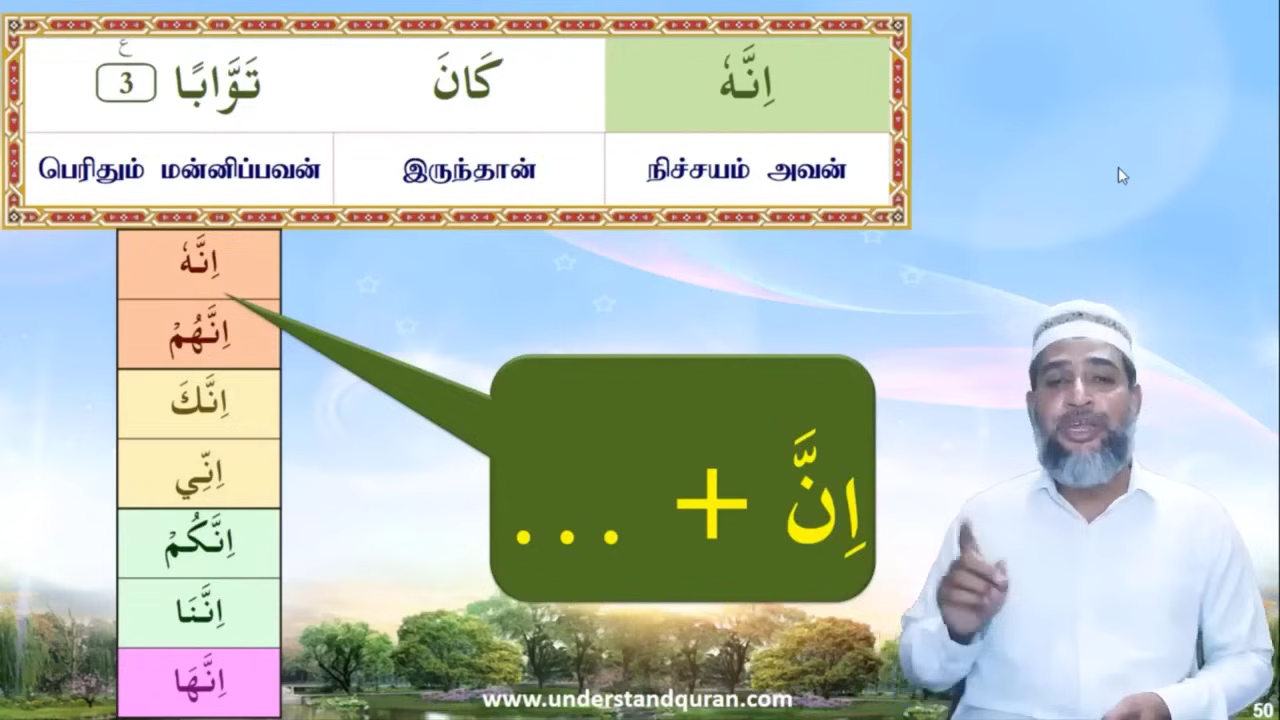 اِنَّهٗ كَانَ تَوَّابًا 3 ع
நிச்சயம் அவன் இருந்தான் பெரிதும் மன்னிப்பவன்
اِنَّهٗ
اِنَّهُمْ
اِنَّكَ
اِنِّي
اِنَّكُمْ
اِنَّنَا
اِنَّهَا
اِنَّ + ...
www.understandquran.com
50